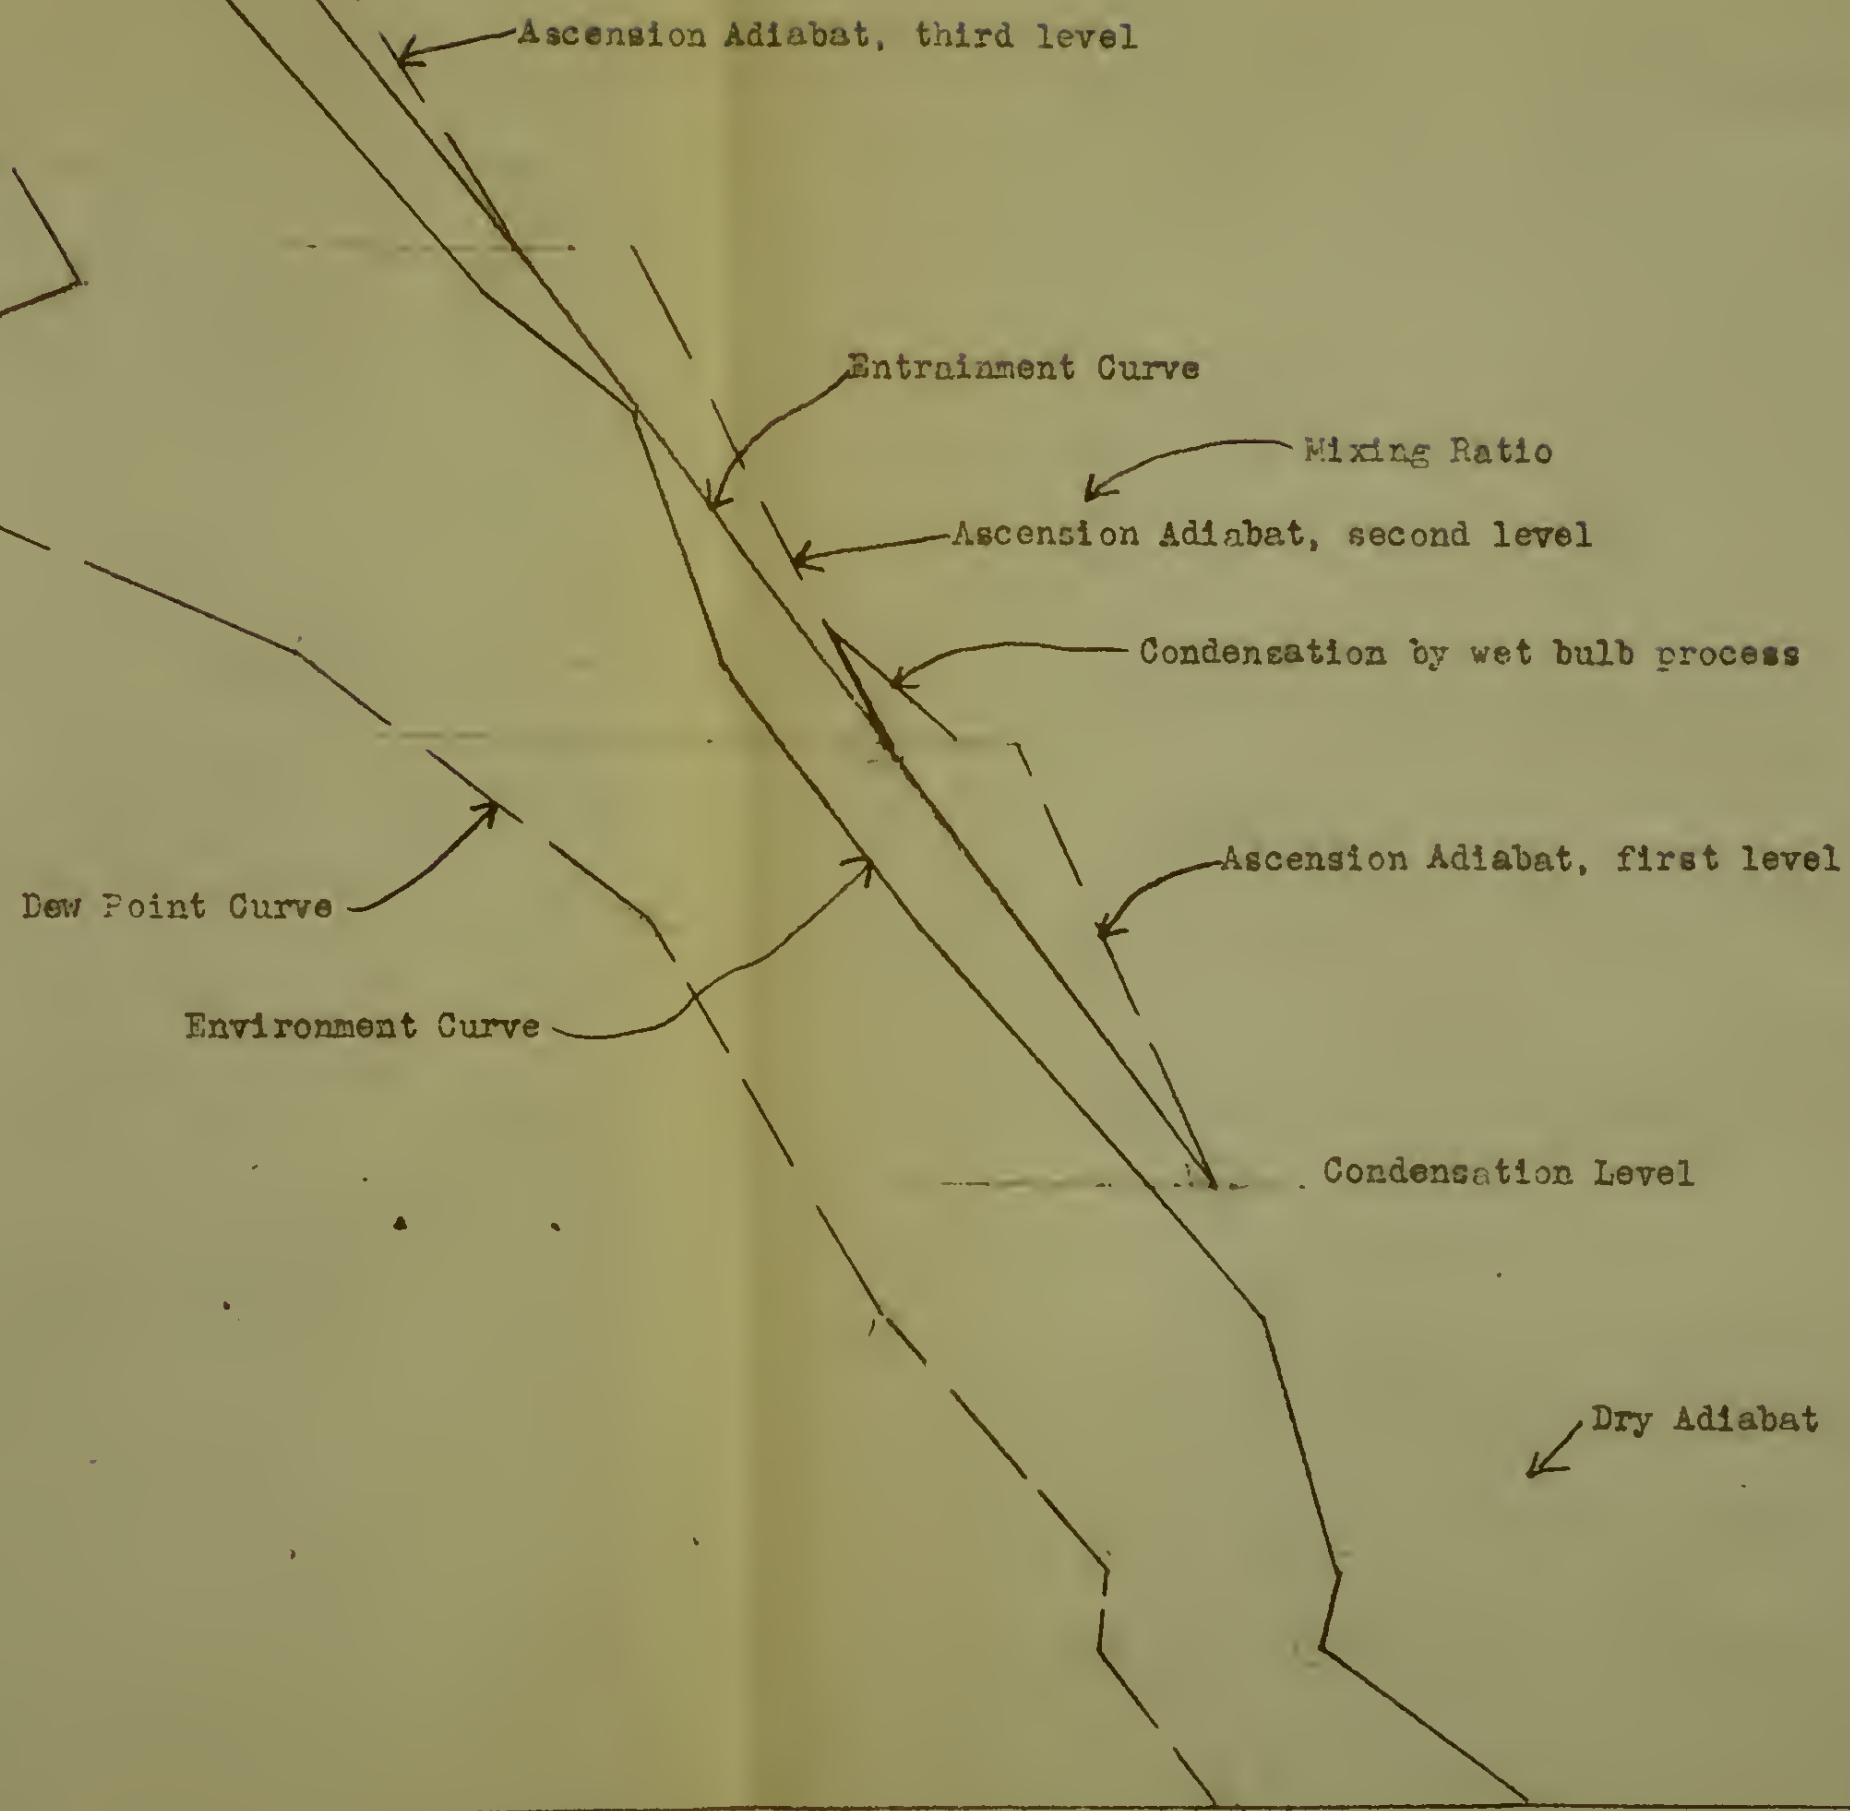 Ascension Adiabat, third level
Entrainment Curve
Mixing Ratio
Ascension Adiabat, second level
Condensation by wet bulb process
Ascension Adiabat, first level
Dew Point Curve
Environment Curve
Condensation Level
Dry Adiabat